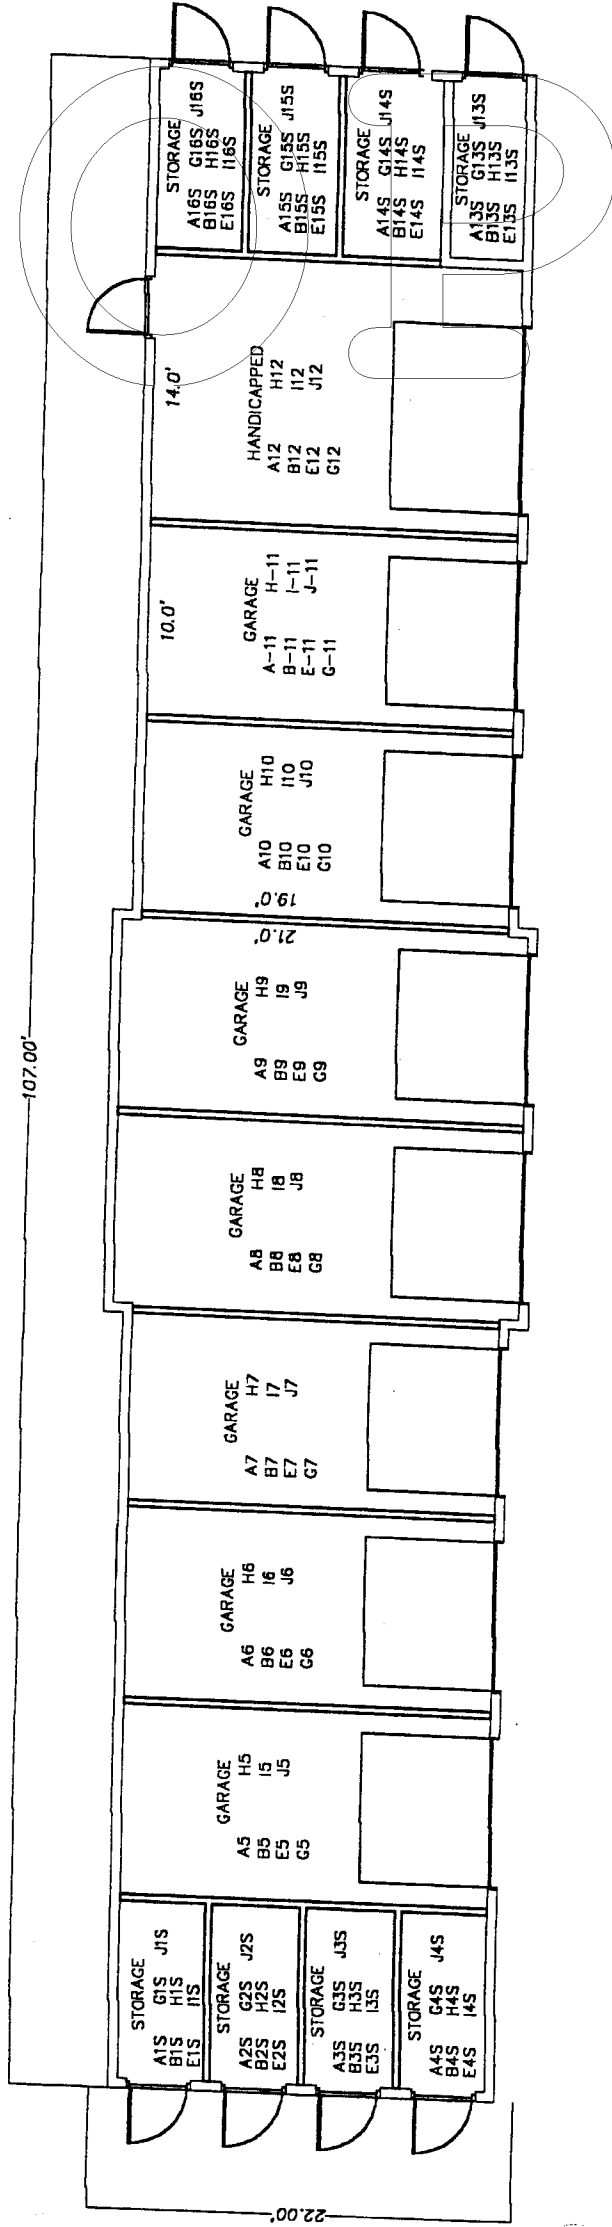 STORAGE
A16S G16S J16S
B16S H16S
E16S I16S
STORAGE
A15S G15S J15S
B15S H15S
E15S I15S
STORAGE
A14S G14S J14S
B14S H14S
E14S I14S
STORAGE
A13S G13S J13S
B13S H13S
E13S I13S
14.0'
HANDICAPPED
A12 H12
B12 I12
E12 J12
G12
10.0'
GARAGE
A-11 H-11
B-11 I-11
E-11 J-11
G-11
GARAGE
A10 H10
B10 I10
E10 J10
G10
19.0'
21.0'
GARAGE
A9 H9
B9 I9
E9 J9
G9
107.00'
GARAGE
A8 H8
B8 I8
E8 J8
G8
GARAGE
A7 H7
B7 I7
E7 J7
G7
GARAGE
A6 H6
B6 I6
E6 J6
G6
GARAGE
A5 H5
B5 I5
E5 J5
G5
STORAGE
A1S G1S J1S
B1S H1S
E1S I1S
STORAGE
A2S G2S J2S
B2S H2S
E2S I2S
STORAGE
A3S G3S J3S
B3S H3S
E3S I3S
STORAGE
A4S G4S J4S
B4S H4S
E4S I4S
22.00'